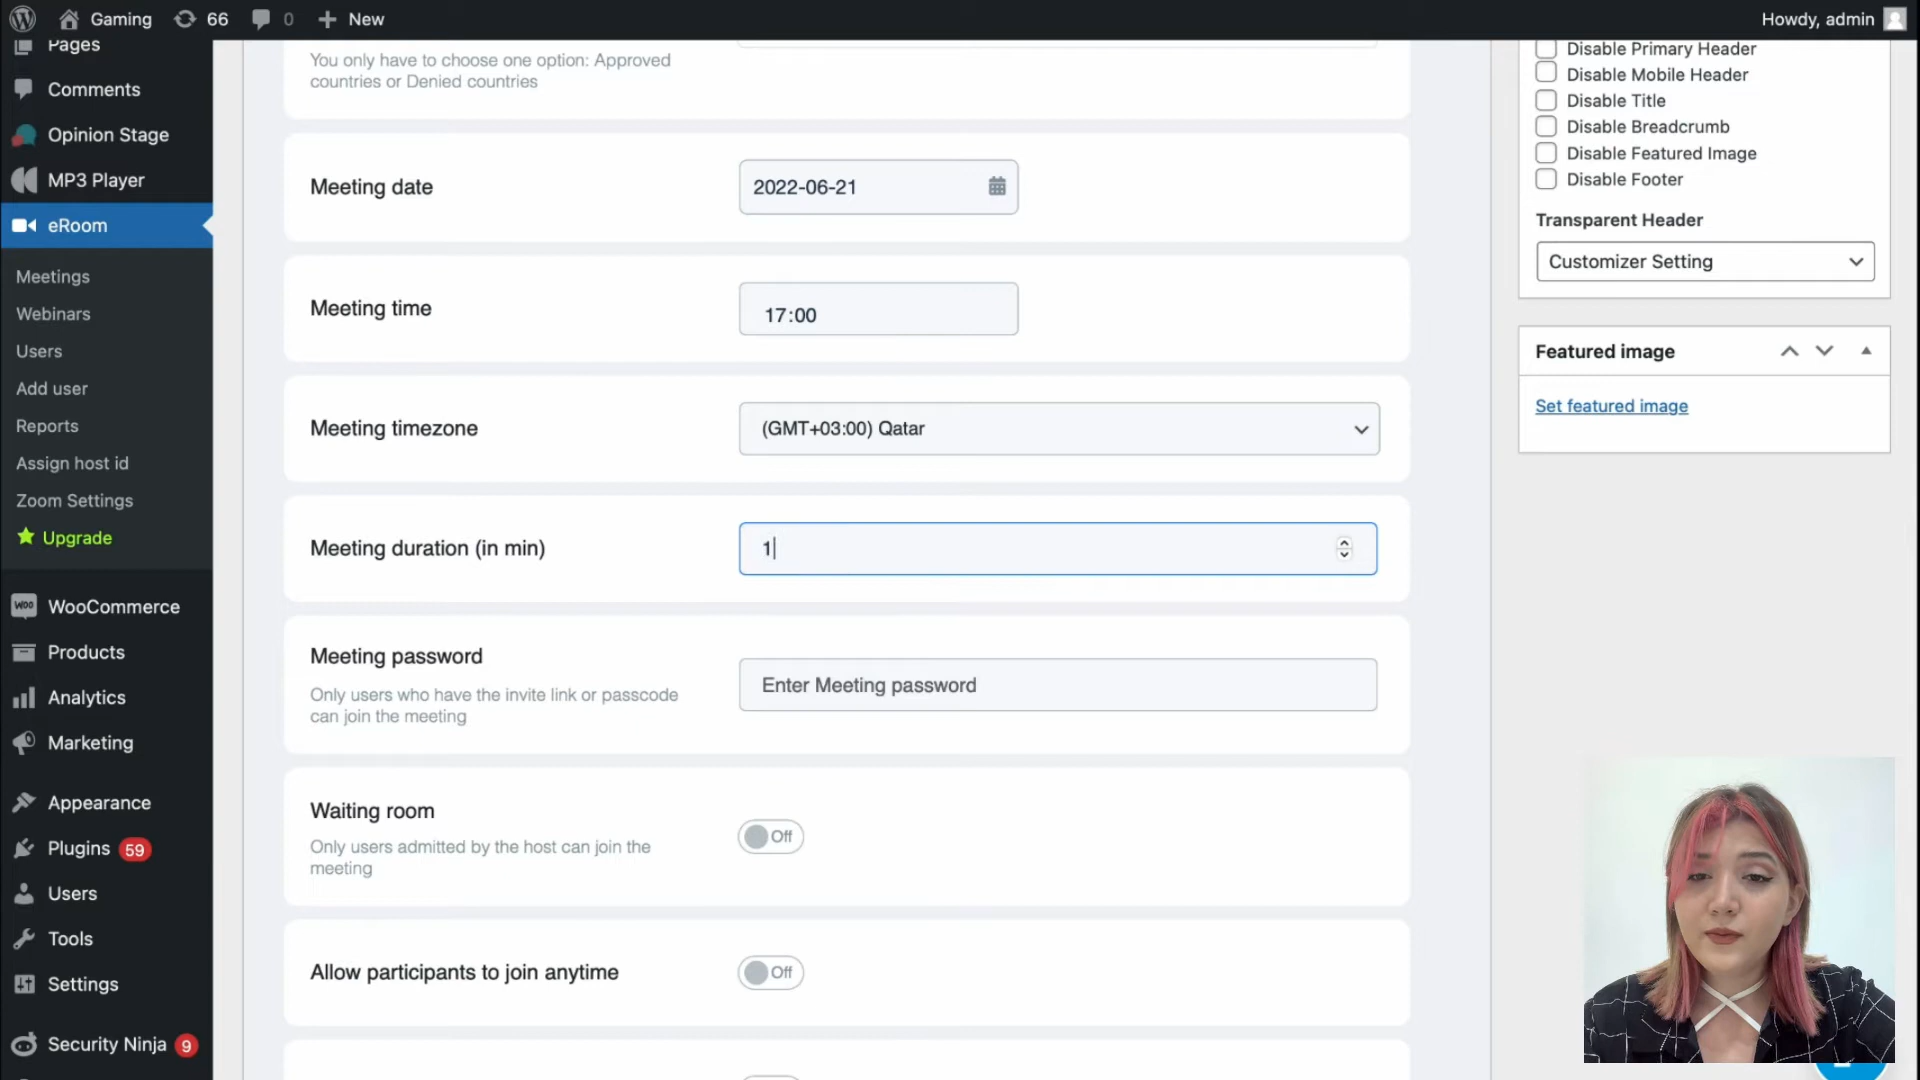 Gaming 66 0 New
Howdy, admin
Pages
Comments
Opinion Stage
MP3 Player
eRoom
Meetings
Webinars
Users
Add user
Reports
Assign host id
Zoom Settings
Upgrade
WooCommerce
Products
Analytics
Marketing
Appearance
Plugins 59
Users
Tools
Settings
Security Ninja 9
You only have to choose one option: Approved
countries or Denied countries
Meeting date
2022-06-21
Meeting time
17:00
Meeting timezone
(GMT+03:00) Qatar
Meeting duration (in min)
1
Meeting password
Only users who have the invite link or passcode
can join the meeting
Enter Meeting password
Waiting room
Only users admitted by the host can join the
meeting
Off
Allow participants to join anytime
Off
Disable Primary Header
Disable Mobile Header
Disable Title
Disable Breadcrumb
Disable Featured Image
Disable Footer
Transparent Header
Customizer Setting
Featured image
Set featured image